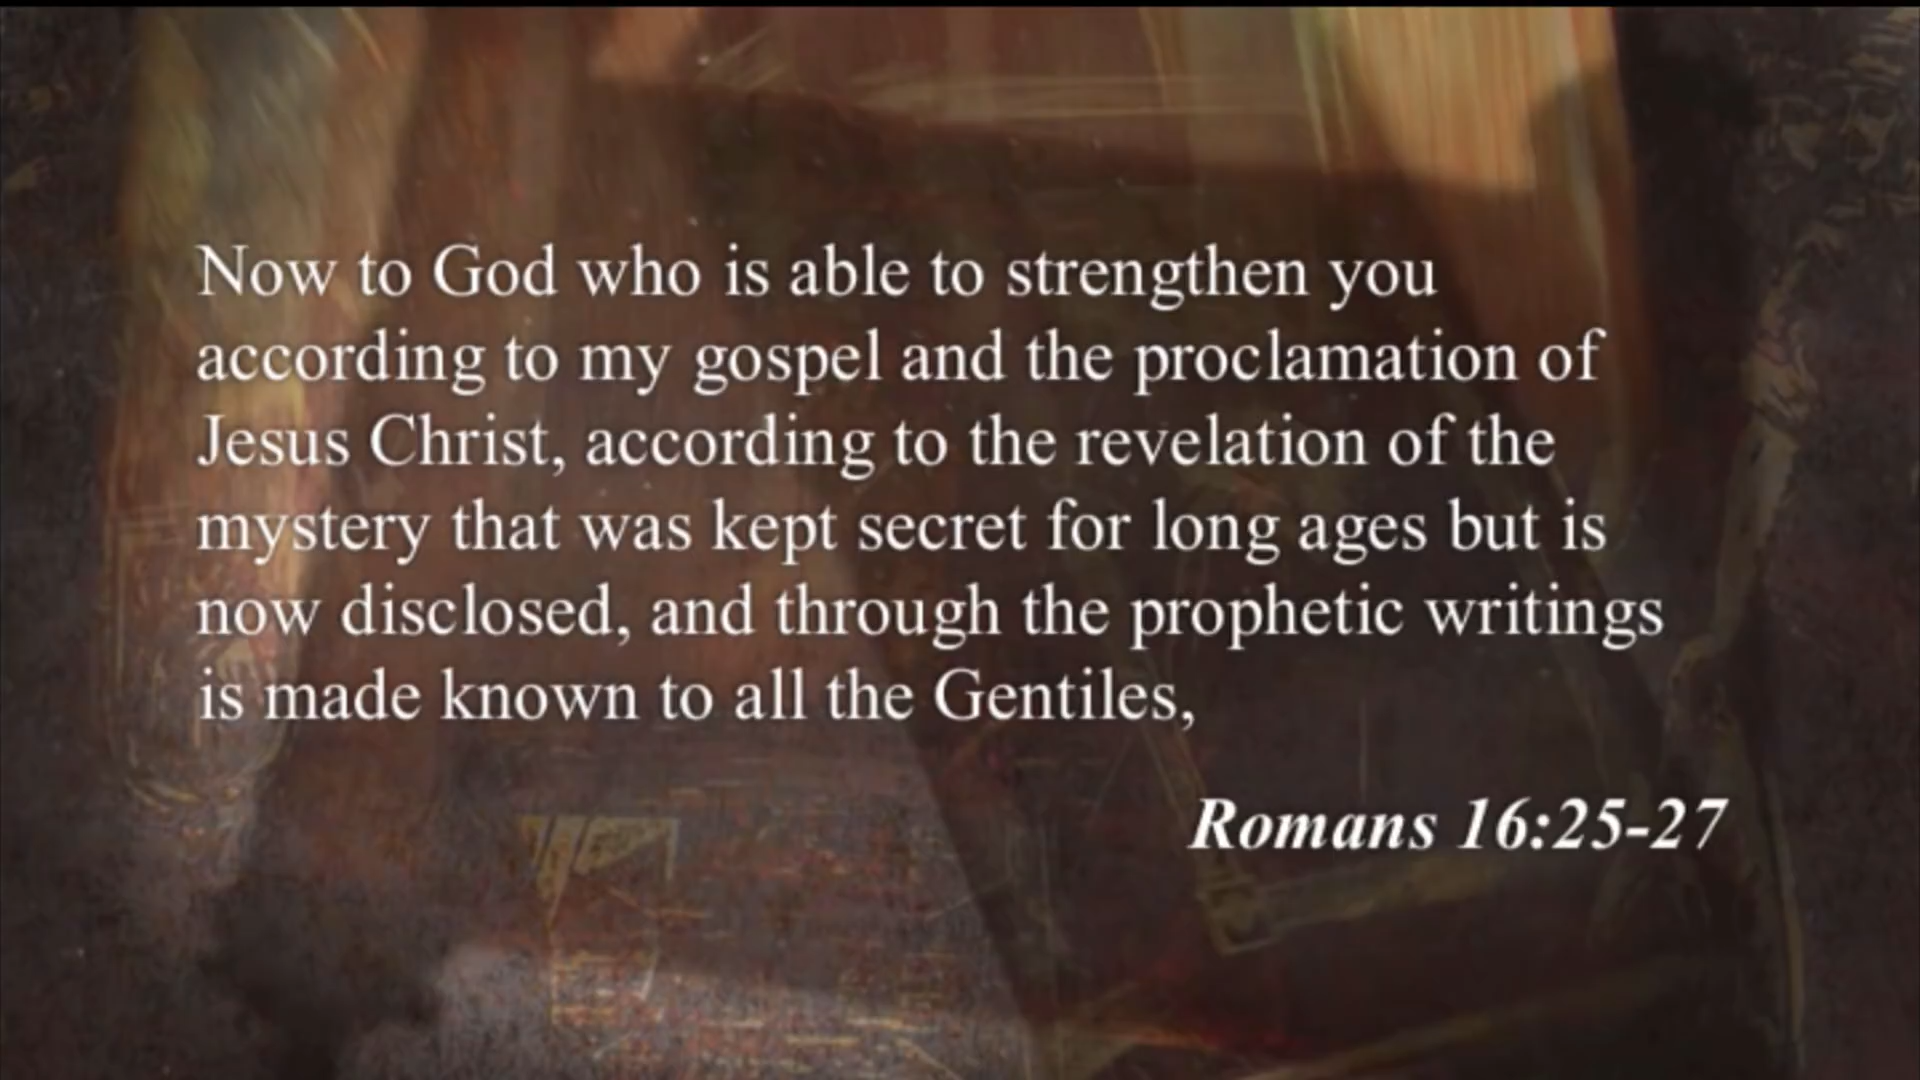 Now to God who is able to strengthen you
according to my gospel and the proclamation of
Jesus Christ, according to the revelation of the
mystery that was kept secret for long ages but is
now disclosed, and through the prophetic writings
is made known to all the Gentiles,
Romans 16:25-27